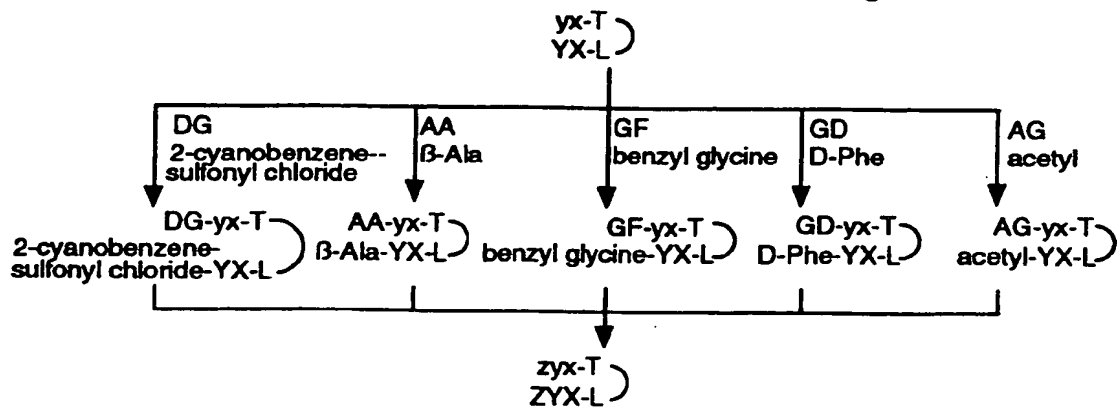 yx-T
YX-L
DG
2-cyanobenzene--
sulfonyl chloride
AA
ß-Ala
GF
benzyl glycine
GD
D-Phe
AG
acetyl
DG-yx-T
2-cyanobenzene-
sulfonyl chloride-YX-L
AA-yx-T
ß-Ala-YX-L
GF-yx-T
benzyl glycine-YX-L
GD-yx-T
D-Phe-YX-L
AG-yx-T
acetyl-YX-L
zyx-T
ZYX-L